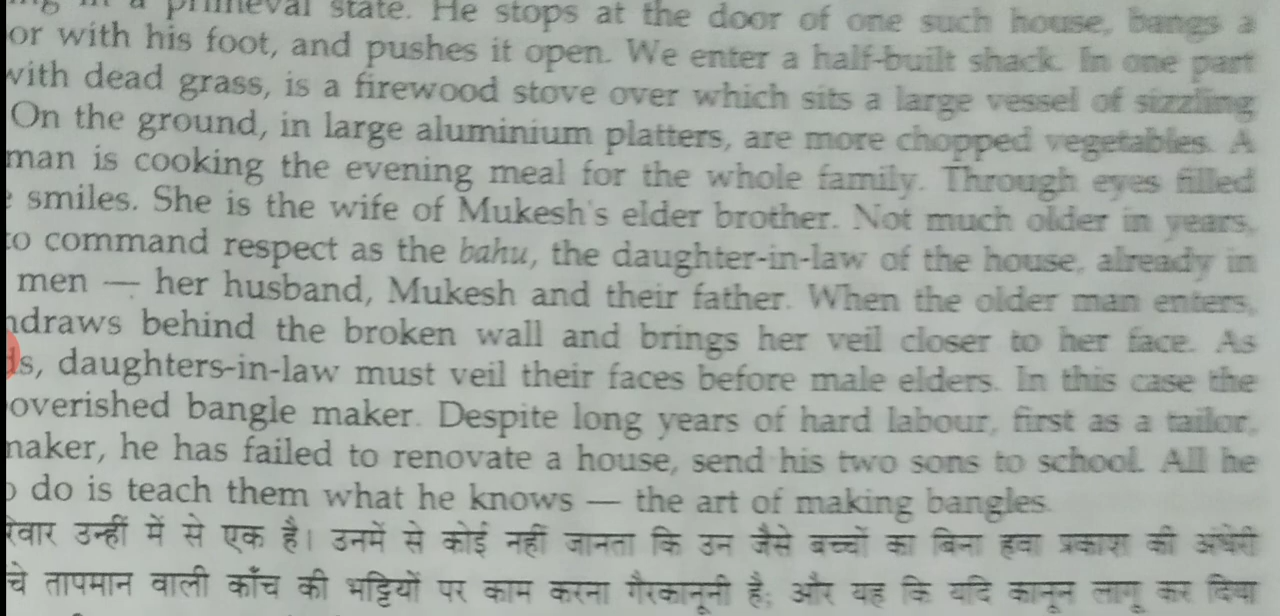 primeval state. He stops at the door of one such house, bangs a
or with his foot, and pushes it open. We enter a half-built shack. In one part
with dead grass, is a firewood stove over which sits a large vessel of sizzling
On the ground, in large aluminium platters, are more chopped vegetables. A
man is cooking the evening meal for the whole family. Through eyes filled
smiles. She is the wife of Mukesh's elder brother. Not much older in years,
to command respect as the bahu, the daughter-in-law of the house, already in
men — her husband, Mukesh and their father. When the older man enters,
draws behind the broken wall and brings her veil closer to her face. As
ds, daughters-in-law must veil their faces before male elders. In this case the
overished bangle maker. Despite long years of hard labour, first as a tailor,
maker, he has failed to renovate a house, send his two sons to school. All he
do is teach them what he knows — the art of making bangles.
रिवार उन्हीं में से एक है। उनमें से कोई नहीं जानता कि उन जैसे बच्चों का बिना हवा प्रकाश की अंधेरी
चे तापमान वाली काँच की भट्टियों पर काम करना गैरकानूनी है; और यह कि यदि कानून लागू कर दिया